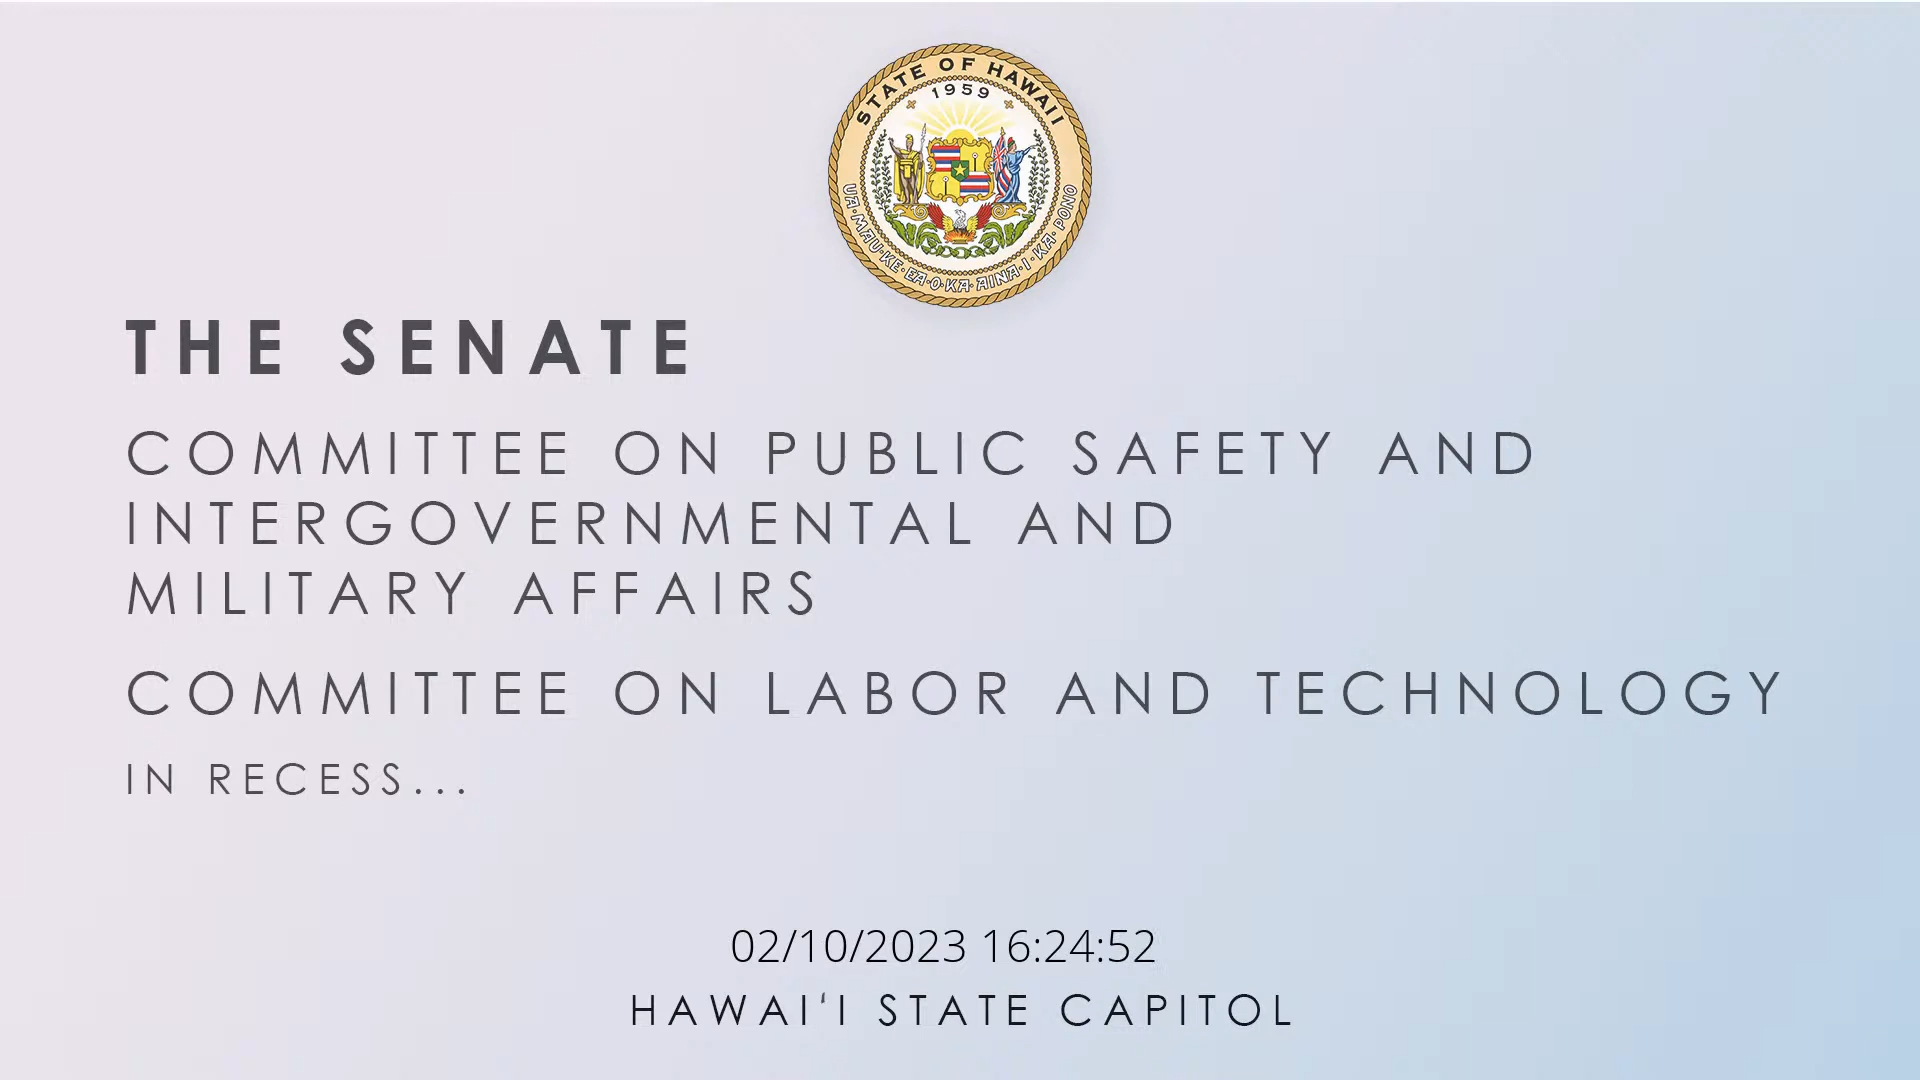 STATE OF HAWAII
1959
UA·MAU·KE·EA·O·KA·AINA·I·KA·PONO
THE SENATE
COMMITTEE ON PUBLIC SAFETY AND
INTERGOVERNMENTAL AND
MILITARY AFFAIRS
COMMITTEE ON LABOR AND TECHNOLOGY
IN RECESS...
02/10/2023 16:24:52
HAWAIʻI STATE CAPITOL